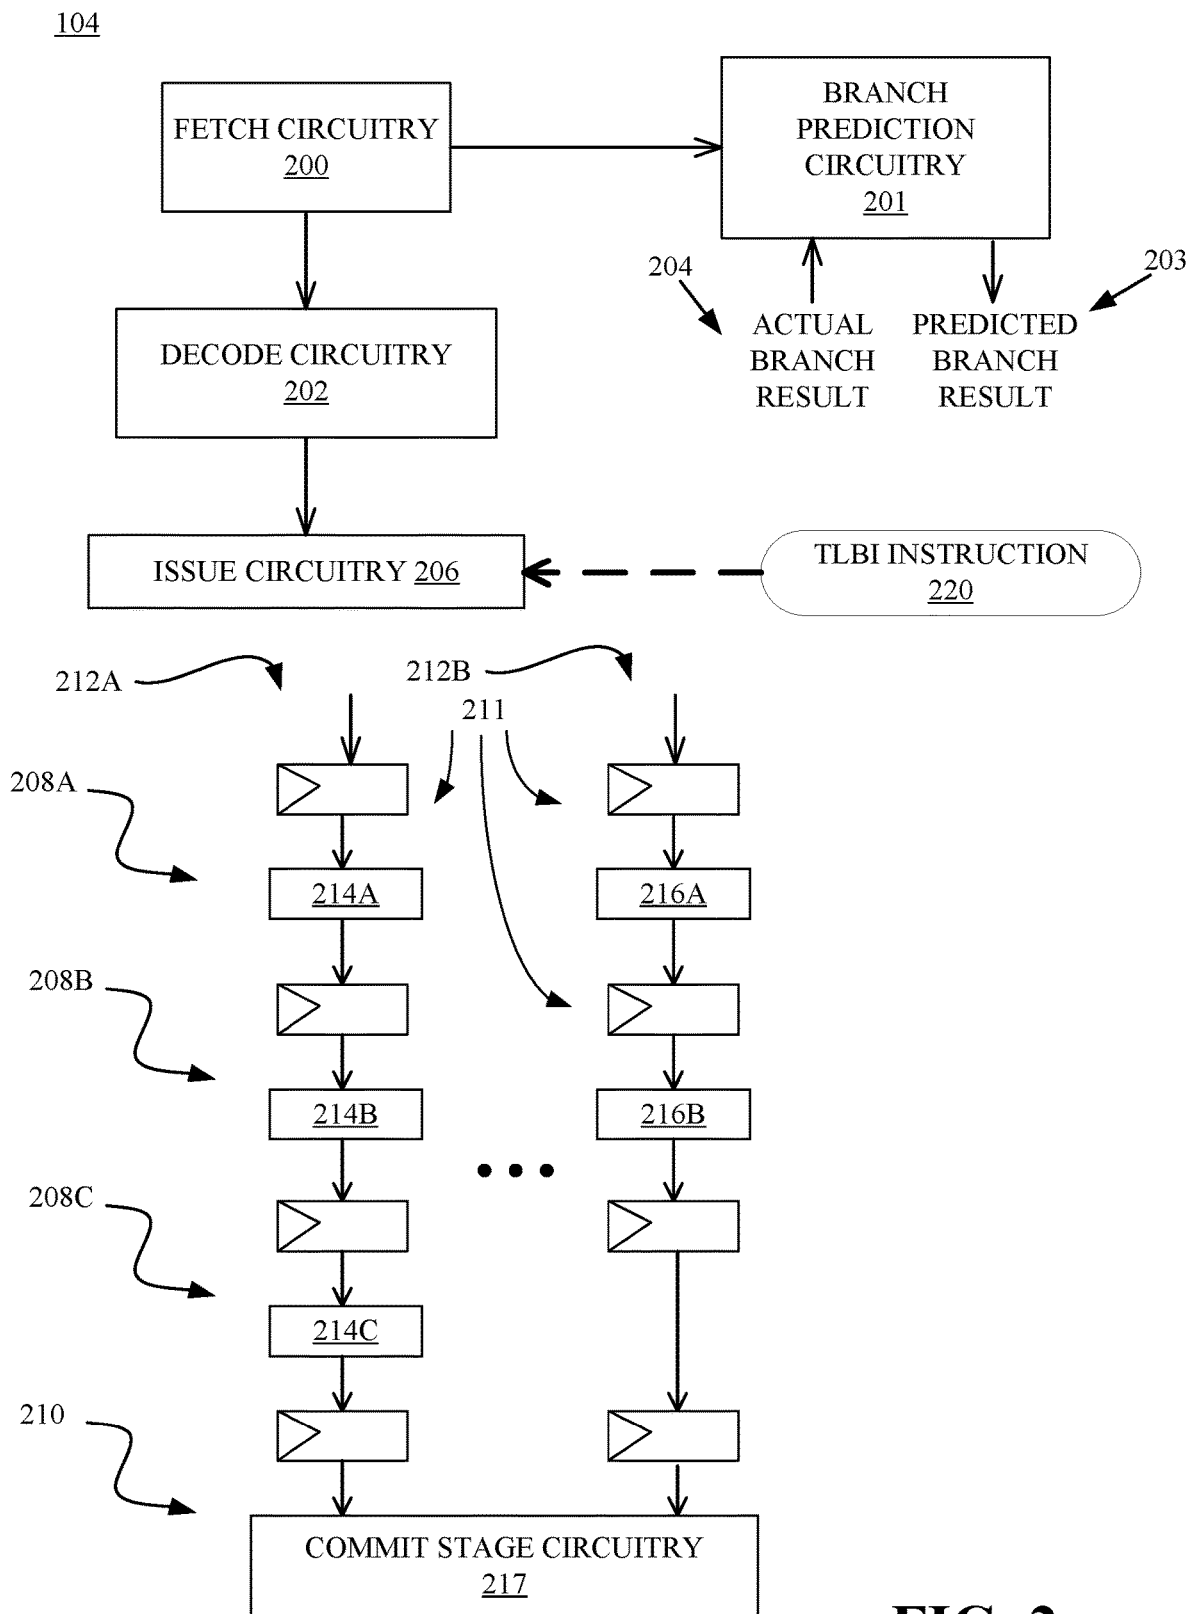 104
FETCH CIRCUITRY
200
BRANCH
PREDICTION
CIRCUITRY
201
204
203
ACTUAL
BRANCH
RESULT
PREDICTED
BRANCH
RESULT
DECODE CIRCUITRY
202
ISSUE CIRCUITRY 206
TLBI INSTRUCTION
220
212A
212B
211
208A
214A
216A
208B
214B
216B
208C
214C
210
COMMIT STAGE CIRCUITRY
217
FIG. 2